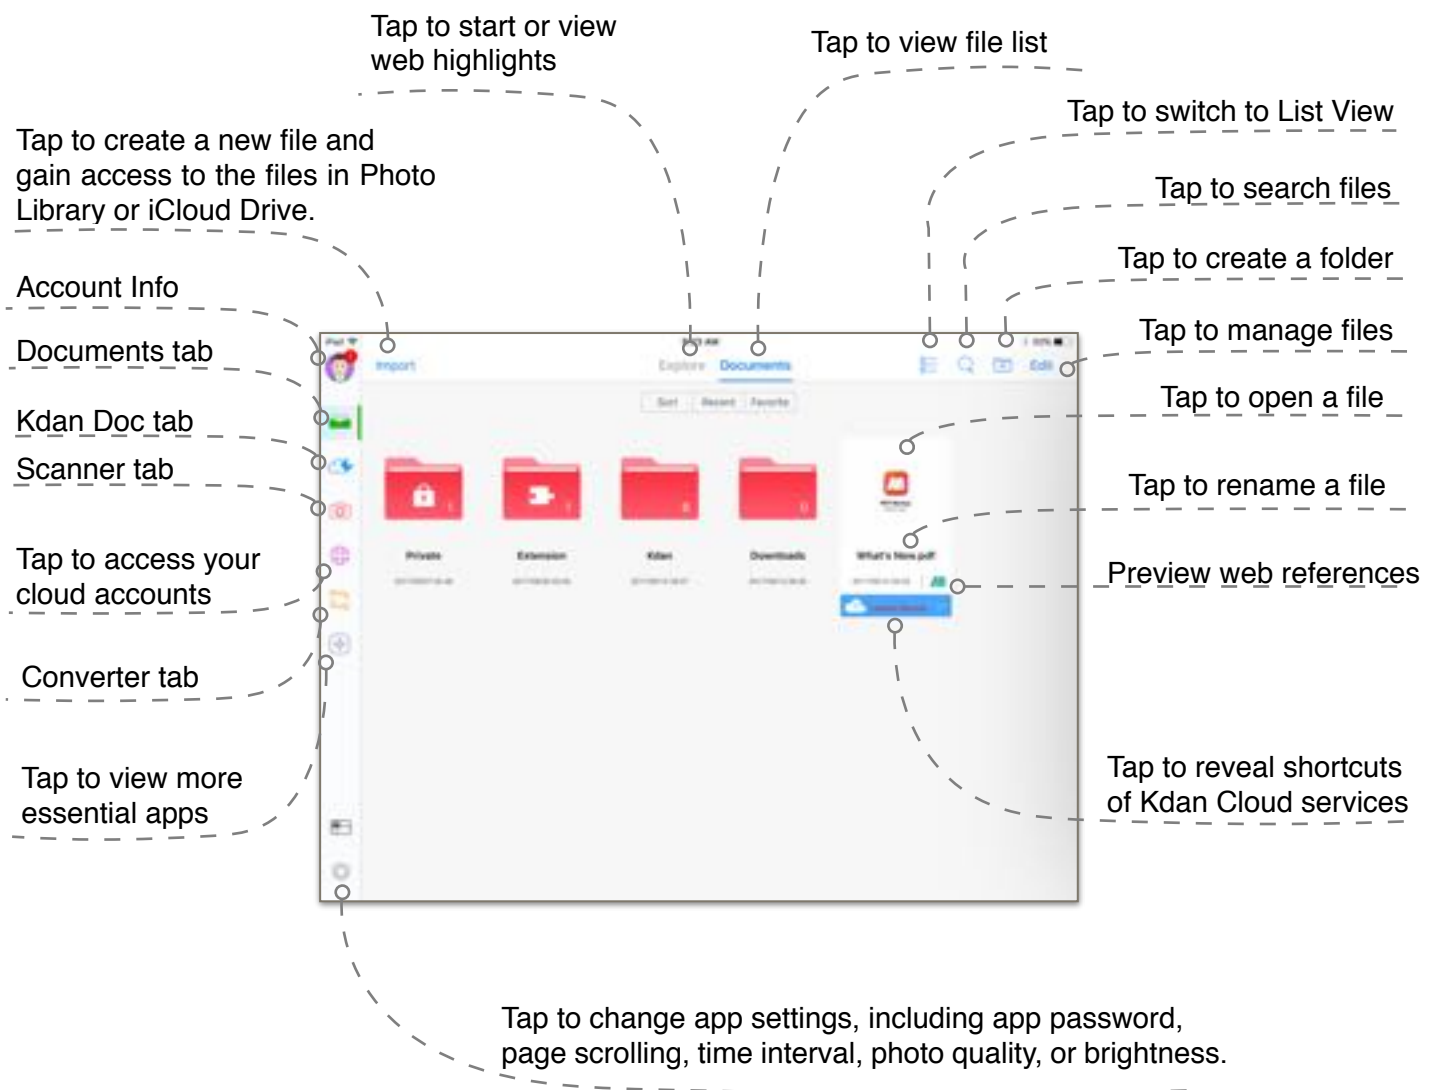 Tap to start or view
web highlights
Tap to view file list
Tap to switch to List View
Tap to create a new file and
gain access to the files in Photo
Library or iCloud Drive.
Tap to search files
Tap to create a folder
Account Info
Tap to manage files
Documents tab
Tap to open a file
Kdan Doc tab
Scanner tab
Tap to rename a file
Tap to access your
cloud accounts
Preview web references
Converter tab
Tap to view more
essential apps
Tap to reveal shortcuts
of Kdan Cloud services
iPad
Import
Explore Documents
Edit
Sort Recent Favorite
Private Extension Kdan Downloads What's New.pdf
Tap to change app settings, including app password,
page scrolling, time interval, photo quality, or brightness.